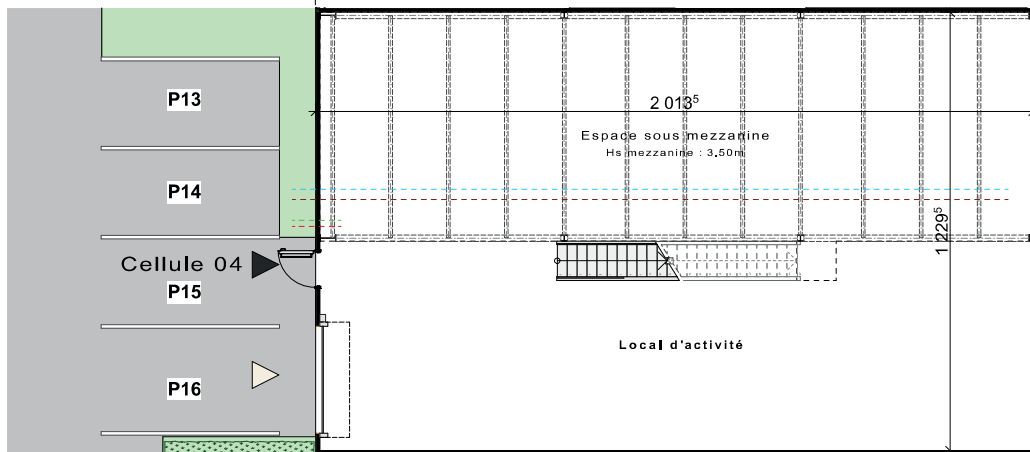 P13
2 013⁵
Espace sous mezzanine
Hs mezzanine : 3,50m
P14
1 229⁵
Cellule 04
P15
Local d'activité
P16